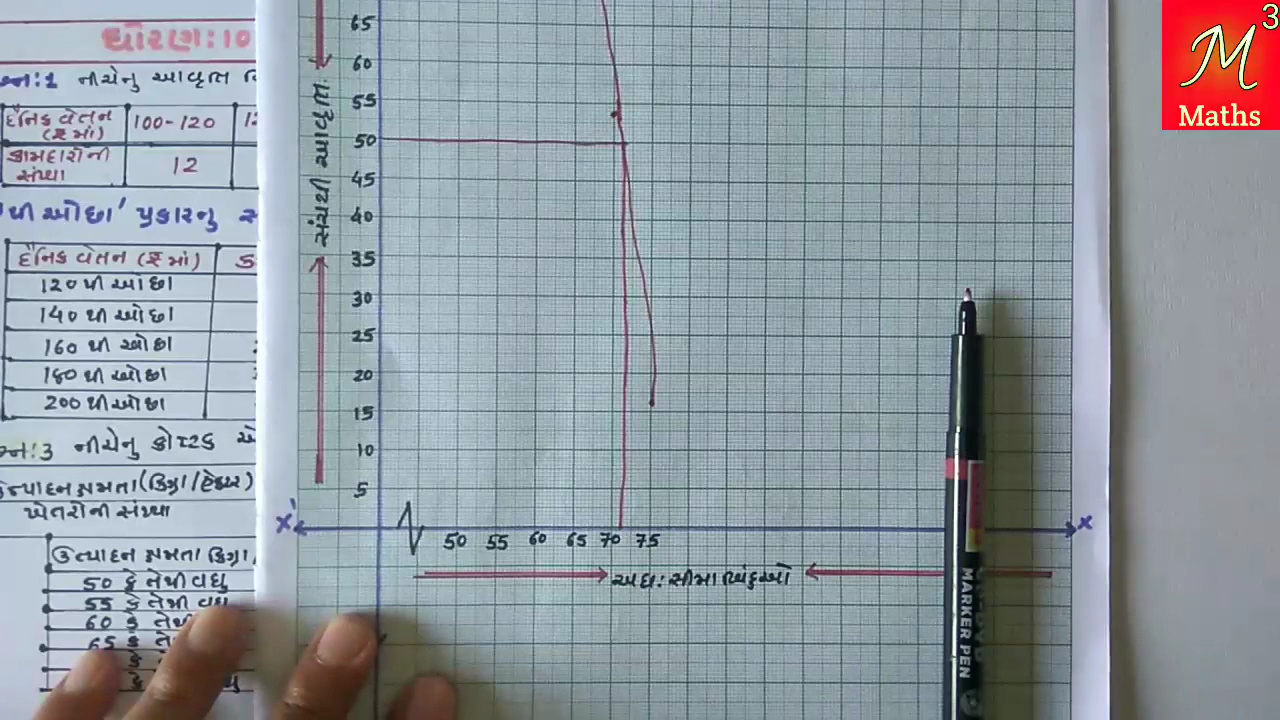 ધોરણ:10
M³
Maths
ન:1 નીચેનું આવૃત્ત વિ
દૈનિક વેતન 100-120
(₹માં)
કામદારોની 12
સંખ્યા
'થી ઓછા' પ્રકારનું
દૈનિક વેતન (₹માં)
120થી ઓછા
140 થી ઓછા
160 થી ઓછા
180 થી ઓછા
200 થી ઓછા
ન:3 નીચેનું કોષ્ટક
ઉત્પાદન ક્ષમતા (કિગ્રા/હેક્ટર)
ખેતરોની સંખ્યા
ઉત્પાદન ક્ષમતા કિગ્રા/
50 કે તેથી વધુ
55 કે તેથી વધુ
60 કે
65 કે
સંચયી આવૃત્તિ
65
60
55
50
45
40
35
30
25
20
15
10
5
X' X
50 55 60 65 70 75
અધ:સીમા બિંદુઓ
MARKER PEN